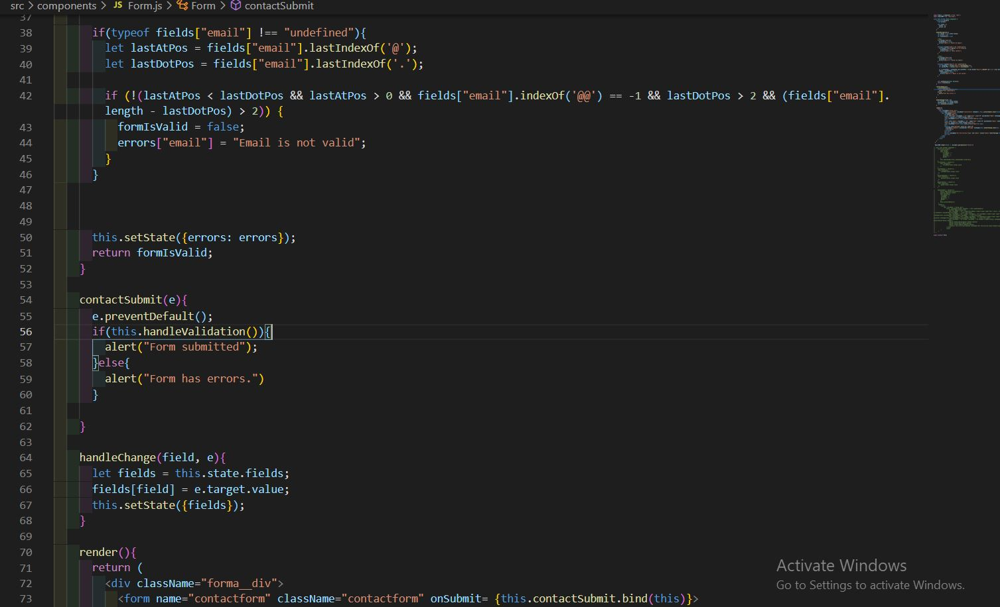 src > components > JS Form.js > Form > contactSubmit
37
38 if(typeof fields["email"] !== "undefined"){
39 let lastAtPos = fields["email"].lastIndexOf('@');
40 let lastDotPos = fields["email"].lastIndexOf('.');
41
42 if (!(lastAtPos < lastDotPos && lastAtPos > 0 && fields["email"].indexOf('@@') == -1 && lastDotPos > 2 && (fields["email"].
length - lastDotPos) > 2)) {
43 formIsValid = false;
44 errors["email"] = "Email is not valid";
45 }
46 }
47
48
49
50 this.setState({errors: errors});
51 return formIsValid;
52 }
53
54 contactSubmit(e){
55 e.preventDefault();
56 if(this.handleValidation()){
57 alert("Form submitted");
58 }else{
59 alert("Form has errors.")
60 }
61
62 }
63
64 handleChange(field, e){
65 let fields = this.state.fields;
66 fields[field] = e.target.value;
67 this.setState({fields});
68 }
69
70 render(){
71 return (
72 <div className="forma__div">
73 <form name="contactform" className="contactform" onSubmit= {this.contactSubmit.bind(this)}>
Activate Windows
Go to Settings to activate Windows.